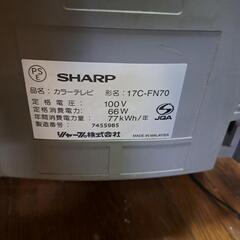 PS
E
SHARP
品名:カラーテレビ 形名:17C-FN70
定格電圧:100V
定格消費電力:66W
年間消費電力量:77kWh/年
製造番号: 7455985
シャープ株式会社
JQA
MADE IN MALAYSIA